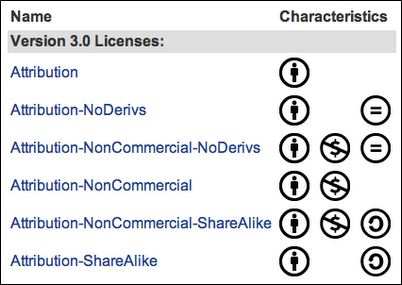 Name Characteristics
Version 3.0 Licenses:
Attribution
Attribution-NoDerivs
Attribution-NonCommercial-NoDerivs
Attribution-NonCommercial
Attribution-NonCommercial-ShareAlike
Attribution-ShareAlike